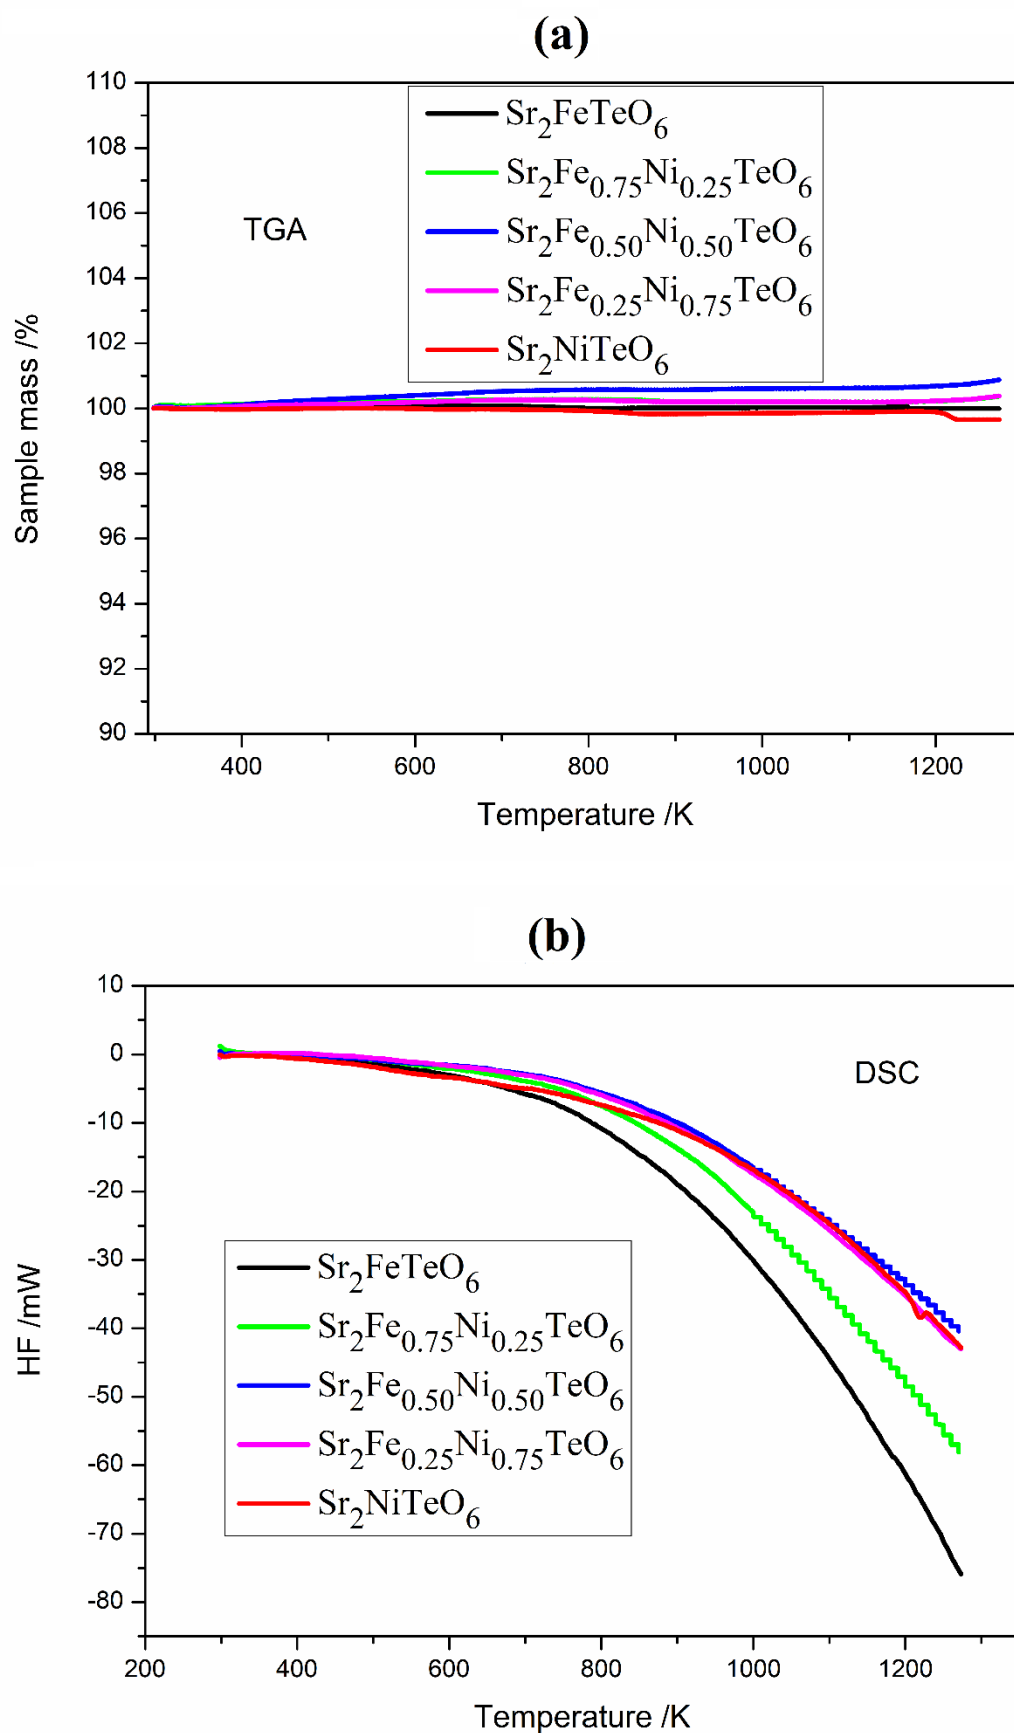 (a)
110
108
106
104
102
100
98
96
94
92
90
Sample mass /%
TGA
Sr2FeTeO6
Sr2Fe0.75Ni0.25TeO6
Sr2Fe0.50Ni0.50TeO6
Sr2Fe0.25Ni0.75TeO6
Sr2NiTeO6
400 600 800 1000 1200
Temperature /K
(b)
10
0
-10
-20
-30
-40
-50
-60
-70
-80
HF /mW
DSC
Sr2FeTeO6
Sr2Fe0.75Ni0.25TeO6
Sr2Fe0.50Ni0.50TeO6
Sr2Fe0.25Ni0.75TeO6
Sr2NiTeO6
200 400 600 800 1000 1200
Temperature /K